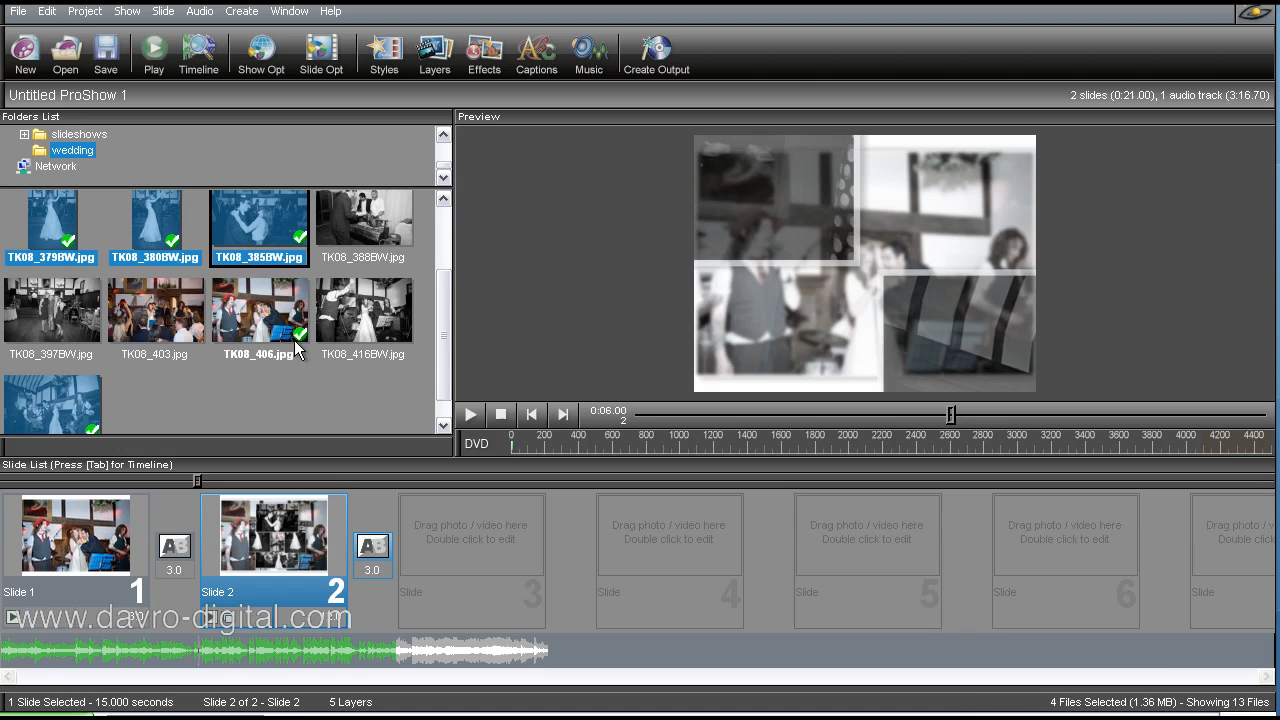 File Edit Project Show Slide Audio Create Window Help
New Open Save Play Timeline Show Opt Slide Opt Styles Layers Effects Captions Music Create Output
Untitled ProShow 1
2 slides (0:21.00), 1 audio track (3:16.70)
Folders List
Preview
slideshows
wedding
Network
TK08_379BW.jpg TK08_380BW.jpg TK08_385BW.jpg TK08_388BW.jpg
TK08_397BW.jpg TK08_403.jpg TK08_406.jpg TK08_416BW.jpg
0:06.00
2
DVD
0 200 400 600 800 1000 1200 1400 1600 1800 2000 2200 2400 2600 2800 3000 3200 3400 3600 3800 4000 4200 4400
Slide List (Press [Tab] for Timeline)
Drag photo / video here
Double click to edit
Drag photo / video here
Double click to edit
Drag photo / video here
Double click to edit
Drag photo / video here
Double click to edit
Drag p
Double
AB
3.0
AB
3.0
Slide 1
1
Slide 2
2
Slide
3
Slide
4
Slide
5
Slide
6
Slide
www.davro-digital.com
1 Slide Selected - 15.000 seconds
Slide 2 of 2 - Slide 2
5 Layers
4 Files Selected (1.36 MB) - Showing 13 Files